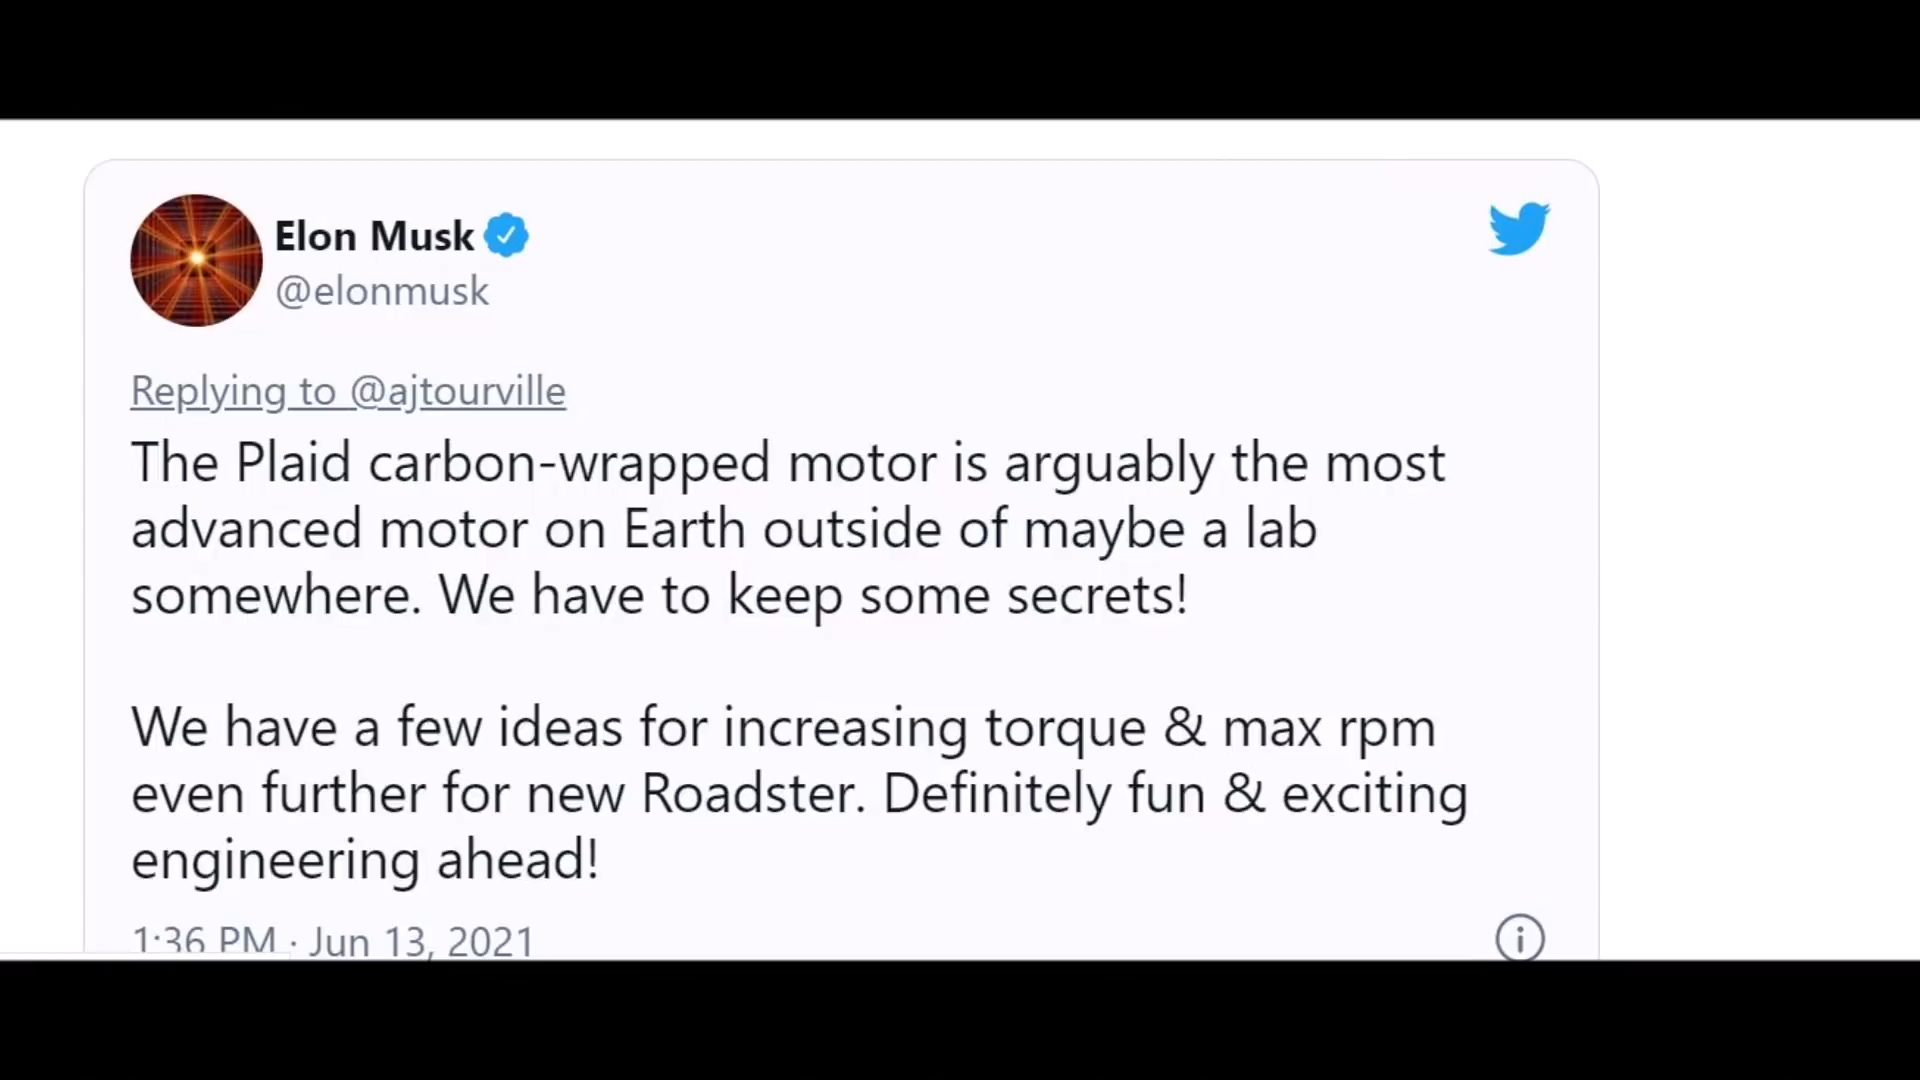 Elon Musk
@elonmusk
Replying to @ajtourville
The Plaid carbon-wrapped motor is arguably the most
advanced motor on Earth outside of maybe a lab
somewhere. We have to keep some secrets!
We have a few ideas for increasing torque & max rpm
even further for new Roadster. Definitely fun & exciting
engineering ahead!
1:36 PM · Jun 13, 2021